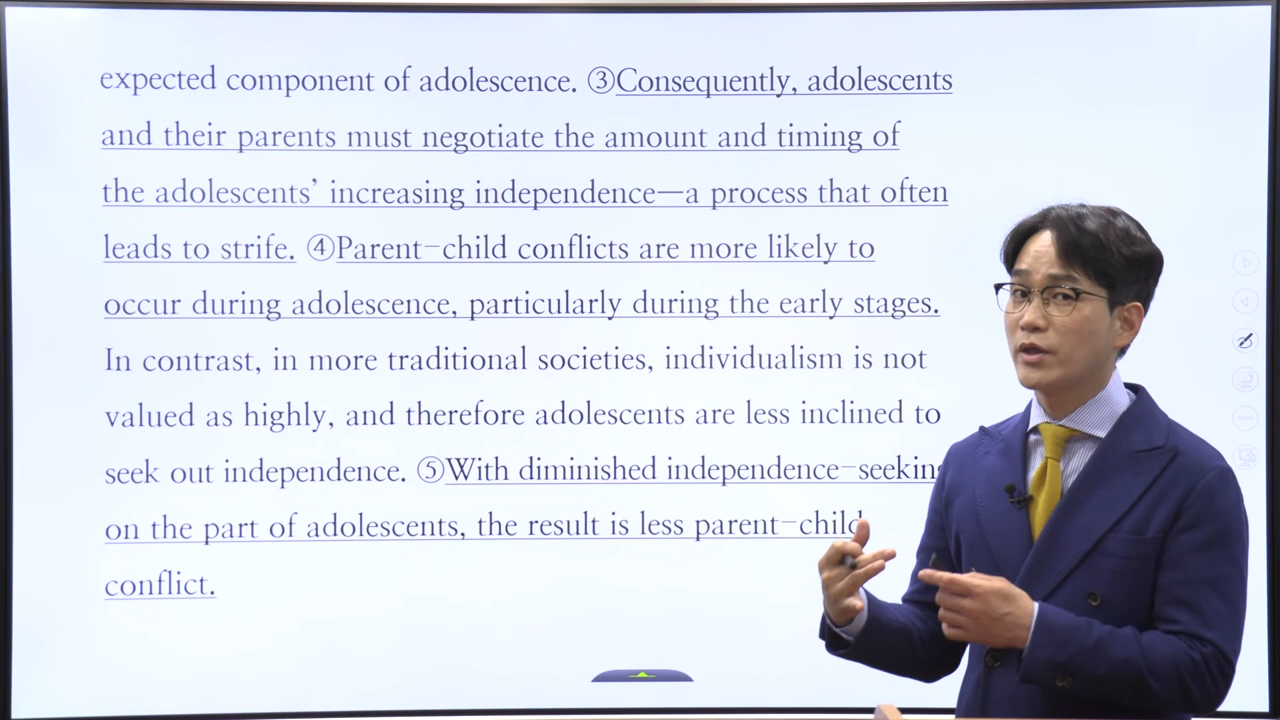 expected component of adolescence. ③Consequently, adolescents
and their parents must negotiate the amount and timing of
the adolescents’ increasing independence—a process that often
leads to strife. ④Parent-child conflicts are more likely to
occur during adolescence, particularly during the early stages.
In contrast, in more traditional societies, individualism is not
valued as highly, and therefore adolescents are less inclined to
seek out independence. ⑤With diminished independence-seeking
on the part of adolescents, the result is less parent-child
conflict.